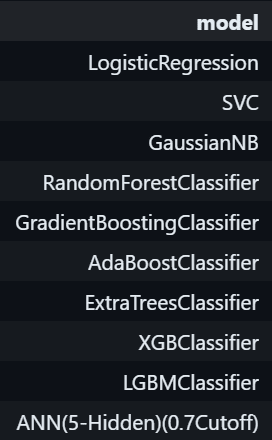 model
LogisticRegression
SVC
GaussianNB
RandomForestClassifier
GradientBoostingClassifier
AdaBoostClassifier
ExtraTreesClassifier
XGBClassifier
LGBMClassifier
ANN(5-Hidden)(0.7Cutoff)